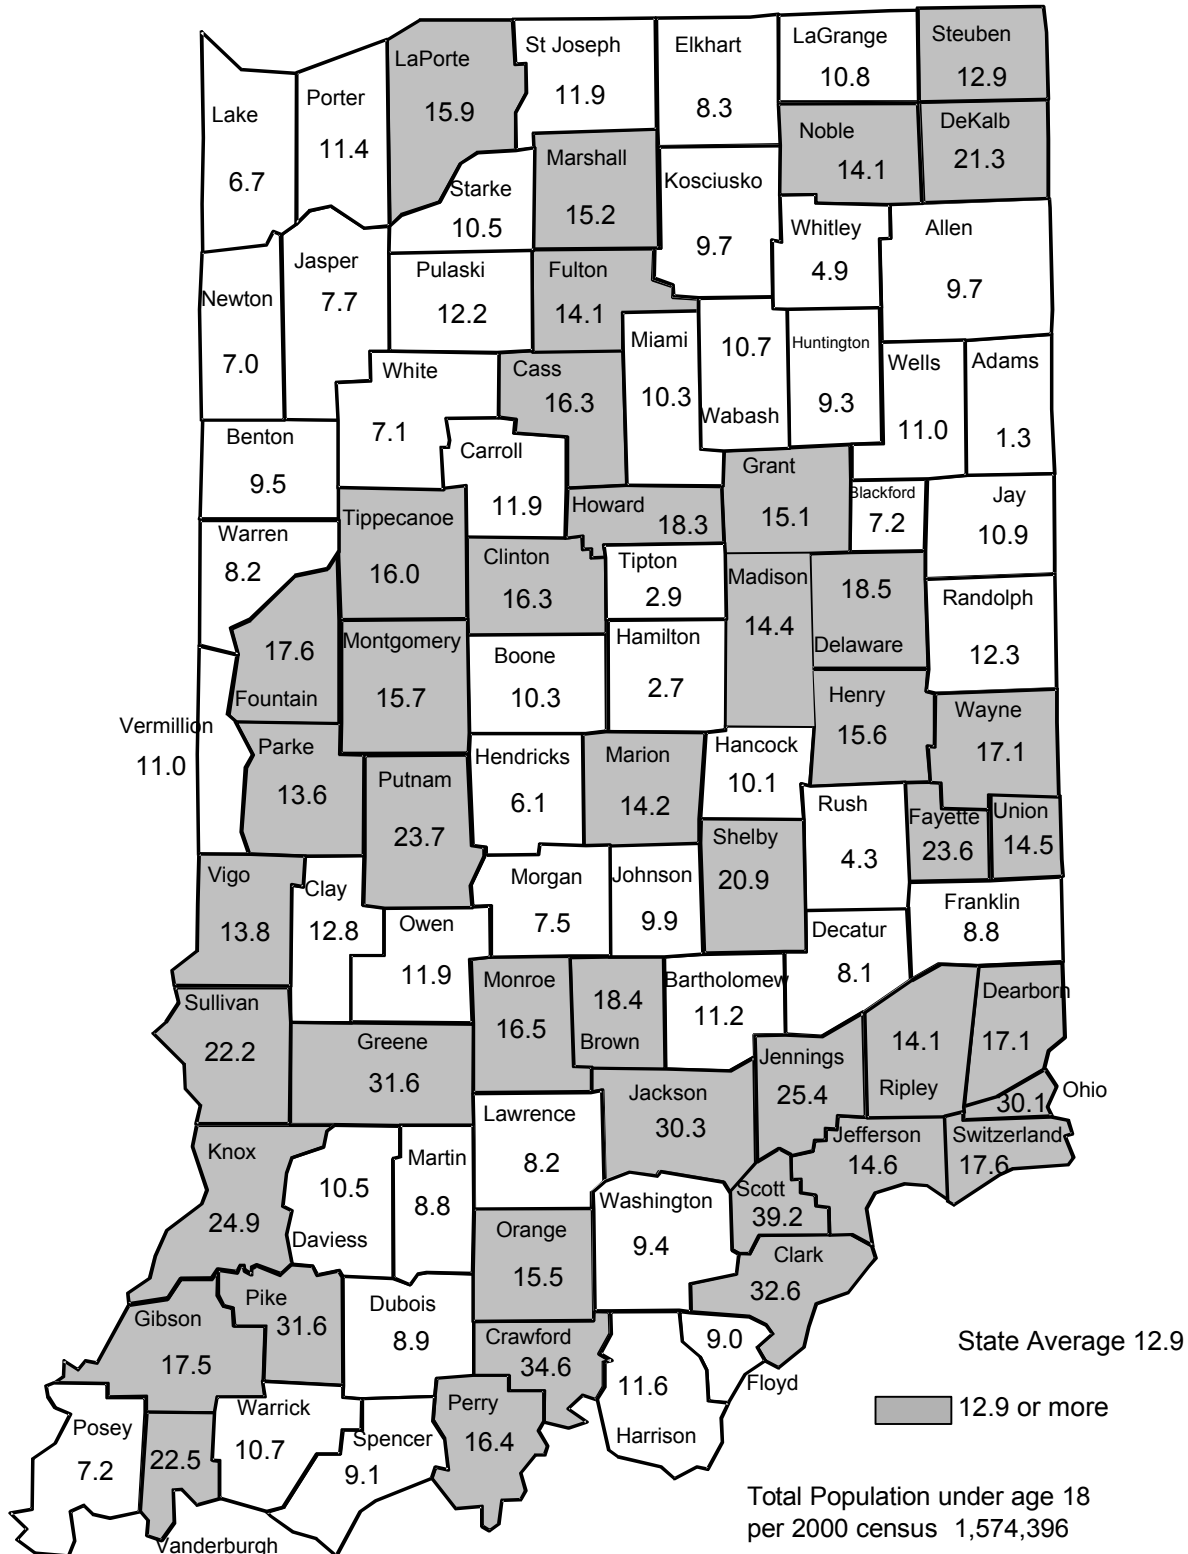 LaPorte
15.9
St Joseph
11.9
Elkhart
8.3
LaGrange
10.8
Steuben
12.9
Lake
6.7
Porter
11.4
Noble
14.1
DeKalb
21.3
Marshall
15.2
Starke
10.5
Kosciusko
9.7
Whitley
4.9
Allen
9.7
Jasper
7.7
Pulaski
12.2
Fulton
14.1
Newton
7.0
Miami
10.3
10.7
Wabash
Huntington
9.3
Wells
11.0
Adams
1.3
White
7.1
Cass
16.3
Benton
9.5
Carroll
11.9
Grant
15.1
Blackford
7.2
Jay
10.9
Howard
18.3
Tippecanoe
16.0
Warren
8.2
Clinton
16.3
Tipton
2.9
Madison
14.4
18.5
Delaware
Randolph
12.3
17.6
Fountain
Montgomery
15.7
Boone
10.3
Hamilton
2.7
Henry
15.6
Wayne
17.1
Vermillion
11.0
Parke
13.6
Putnam
23.7
Hendricks
6.1
Marion
14.2
Hancock
10.1
Rush
4.3
Fayette
23.6
Union
14.5
Shelby
20.9
Vigo
13.8
Clay
12.8
Owen
11.9
Morgan
7.5
Johnson
9.9
Franklin
8.8
Decatur
8.1
Sullivan
22.2
Greene
31.6
Monroe
16.5
18.4
Brown
Bartholomew
11.2
Jennings
25.4
14.1
Ripley
Dearborn
17.1
30.1
Ohio
Jackson
30.3
Lawrence
8.2
Knox
24.9
10.5
Daviess
Martin
8.8
Jefferson
14.6
Switzerland
17.6
Scott
39.2
Washington
9.4
Orange
15.5
Clark
32.6
Gibson
17.5
Pike
31.6
Dubois
8.9
Crawford
34.6
9.0
Floyd
11.6
Harrison
State Average 12.9
12.9 or more
Posey
7.2
22.5
Vanderburgh
Warrick
10.7
Spencer
9.1
Perry
16.4
Total Population under age 18
per 2000 census 1,574,396